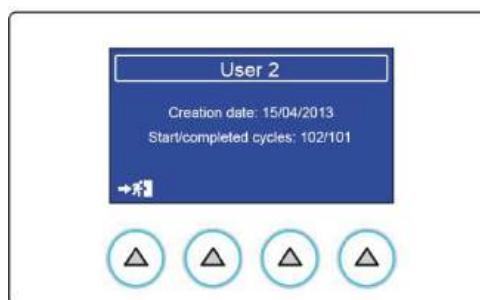 User 2
Creation date: 15/04/2013
Start/completed cycles: 102/101